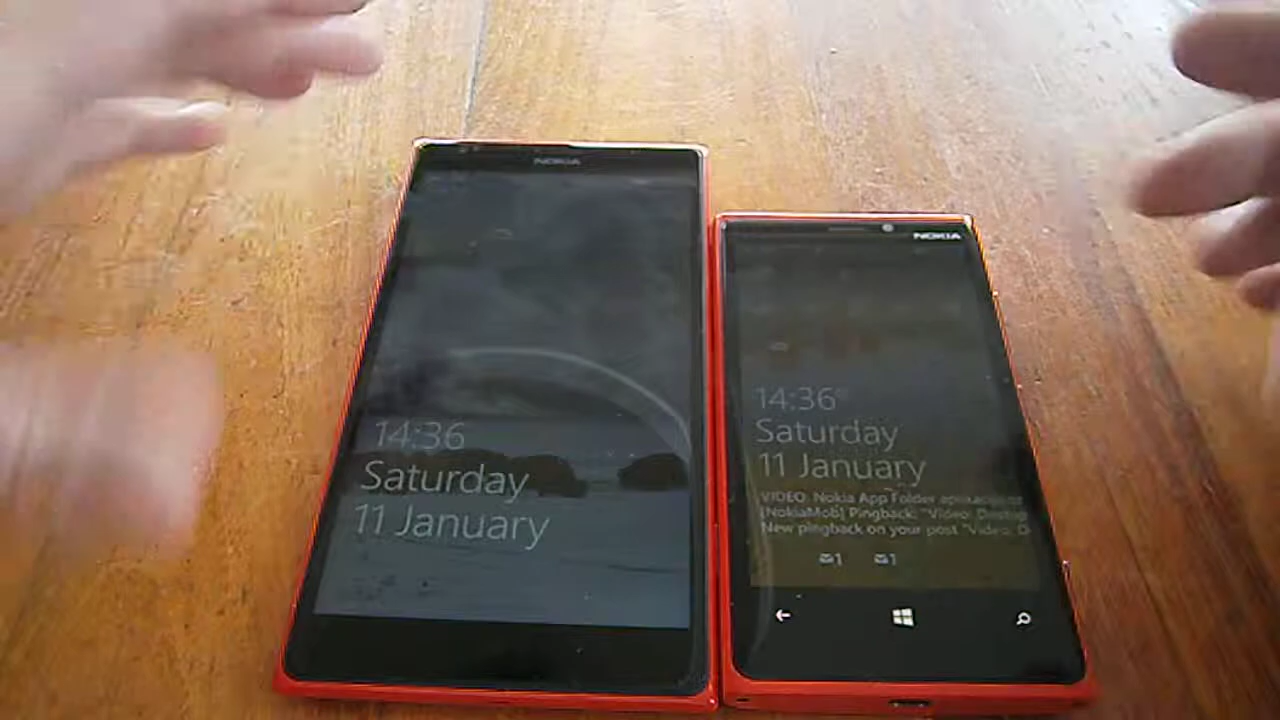 NOKIA
14:36
Saturday
11 January
NOKIA
14:36
Saturday
11 January
VIDEO: Nokia App Folder
[NokiaMob] Pingback: "Video:
New pingback on your post "Video: D
1 1